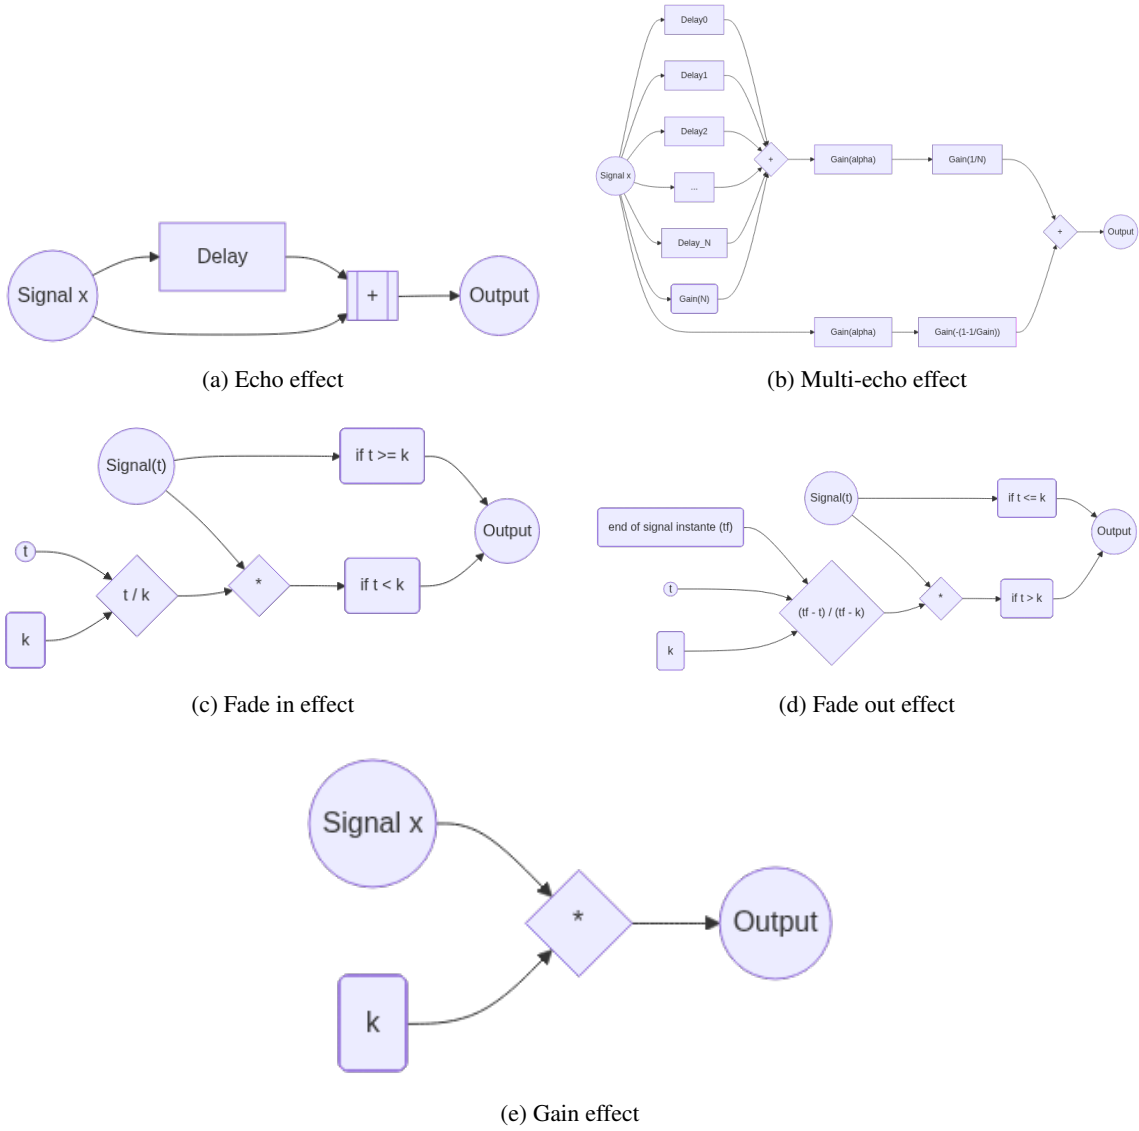 Signal x
Delay
+
Output
(a) Echo effect
Signal x
Delay0
Delay1
Delay2
...
Delay_N
Gain(N)
+
Gain(alpha)
Gain(1/N)
Gain(alpha)
Gain(-(1-1/Gain))
+
Output
(b) Multi-echo effect
Signal(t)
t
k
t / k
*
if t >= k
if t < k
Output
(c) Fade in effect
Signal(t)
end of signal instante (tf)
t
k
(tf - t) / (tf - k)
*
if t <= k
if t > k
Output
(d) Fade out effect
Signal x
k
*
Output
(e) Gain effect